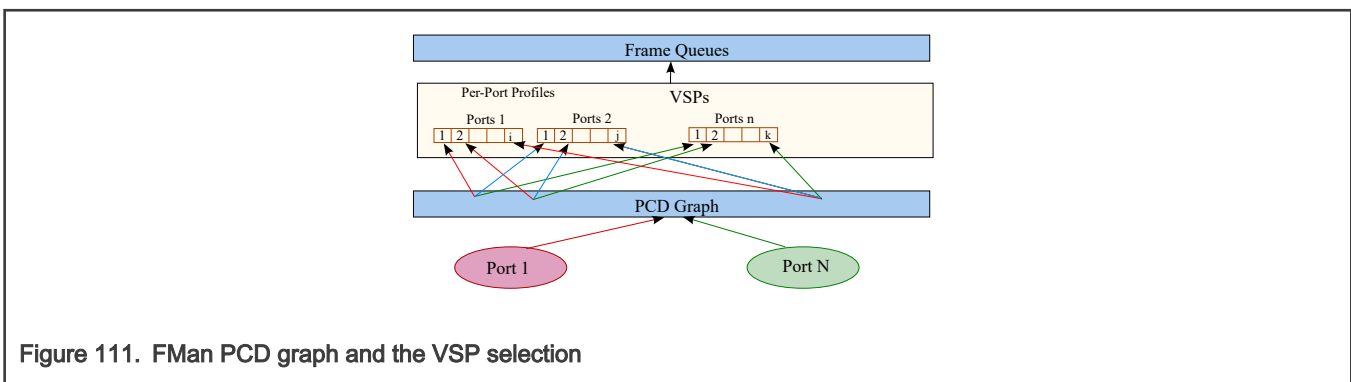 Frame Queues
Per-Port Profiles
VSPs
Ports 1
Ports 2
Ports n
1 2 i
1 2 j
1 2 k
PCD Graph
Port 1
Port N
Figure 111. FMan PCD graph and the VSP selection